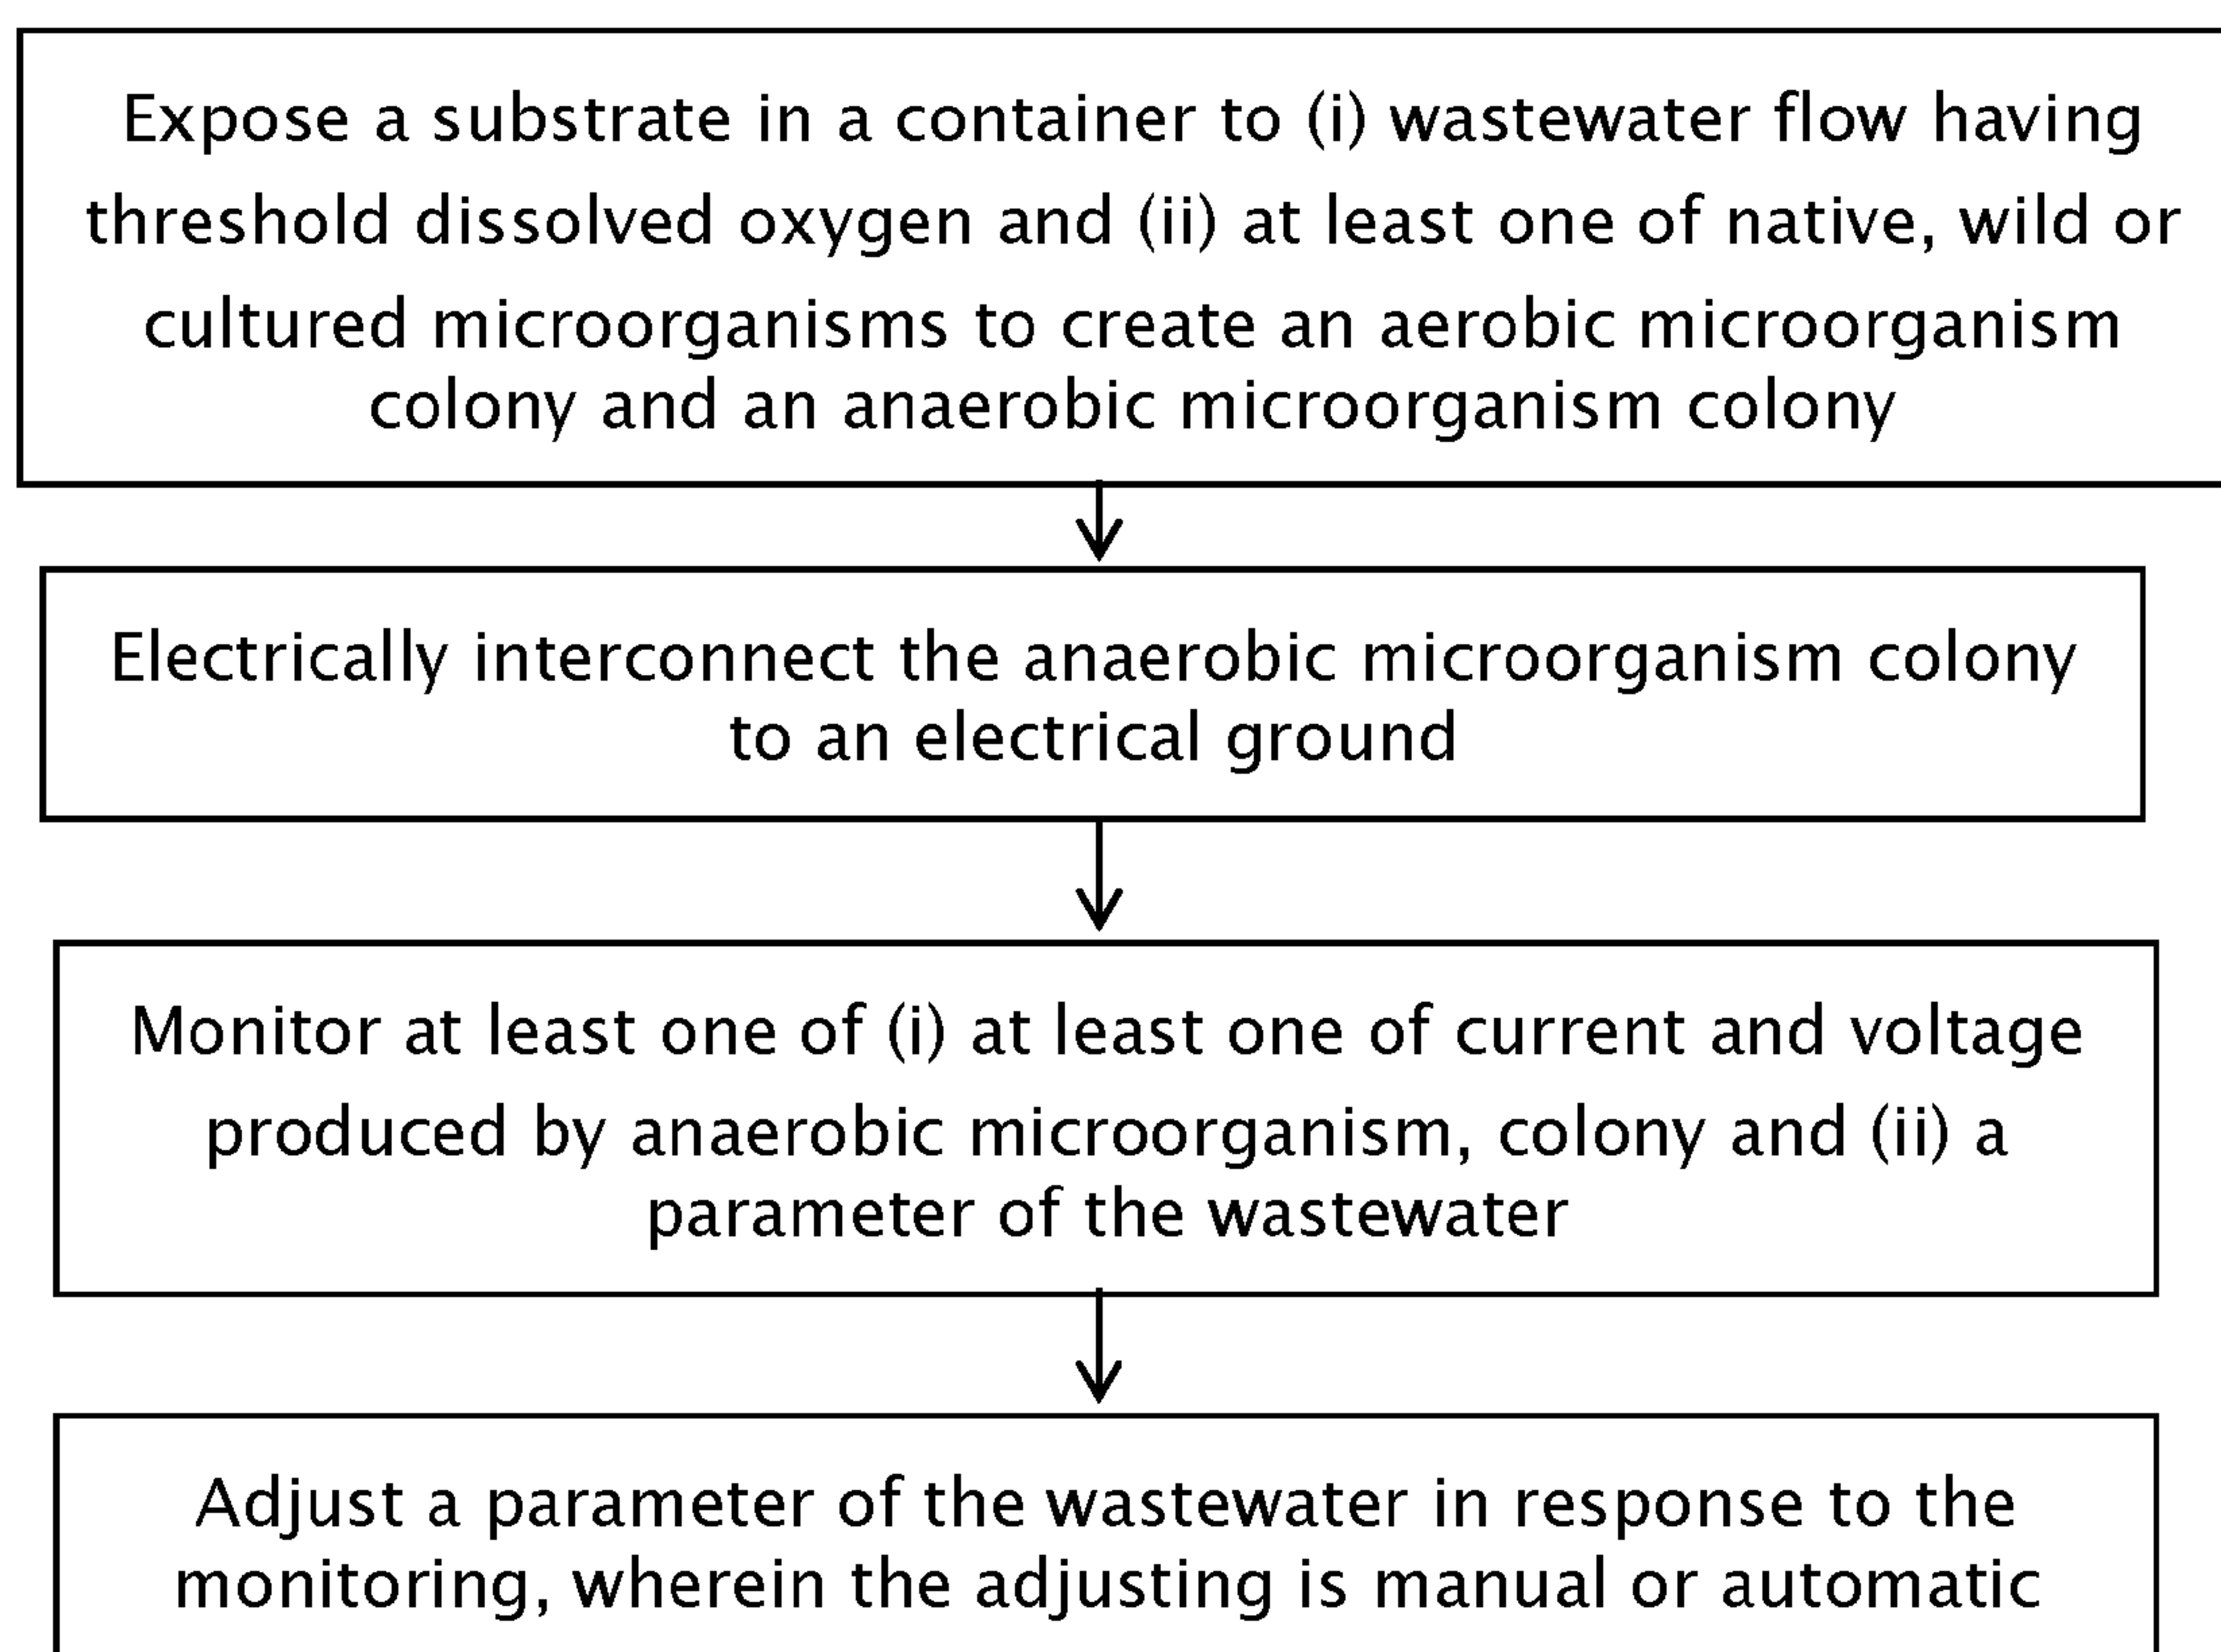 Expose a substrate in a container to (i) wastewater flow having
threshold dissolved oxygen and (ii) at least one of native, wild or
cultured microorganisms to create an aerobic microorganism
colony and an anaerobic microorganism colony
Electrically interconnect the anaerobic microorganism colony
to an electrical ground
Monitor at least one of (i) at least one of current and voltage
produced by anaerobic microorganism, colony and (ii) a
parameter of the wastewater
Adjust a parameter of the wastewater in response to the
monitoring, wherein the adjusting is manual or automatic